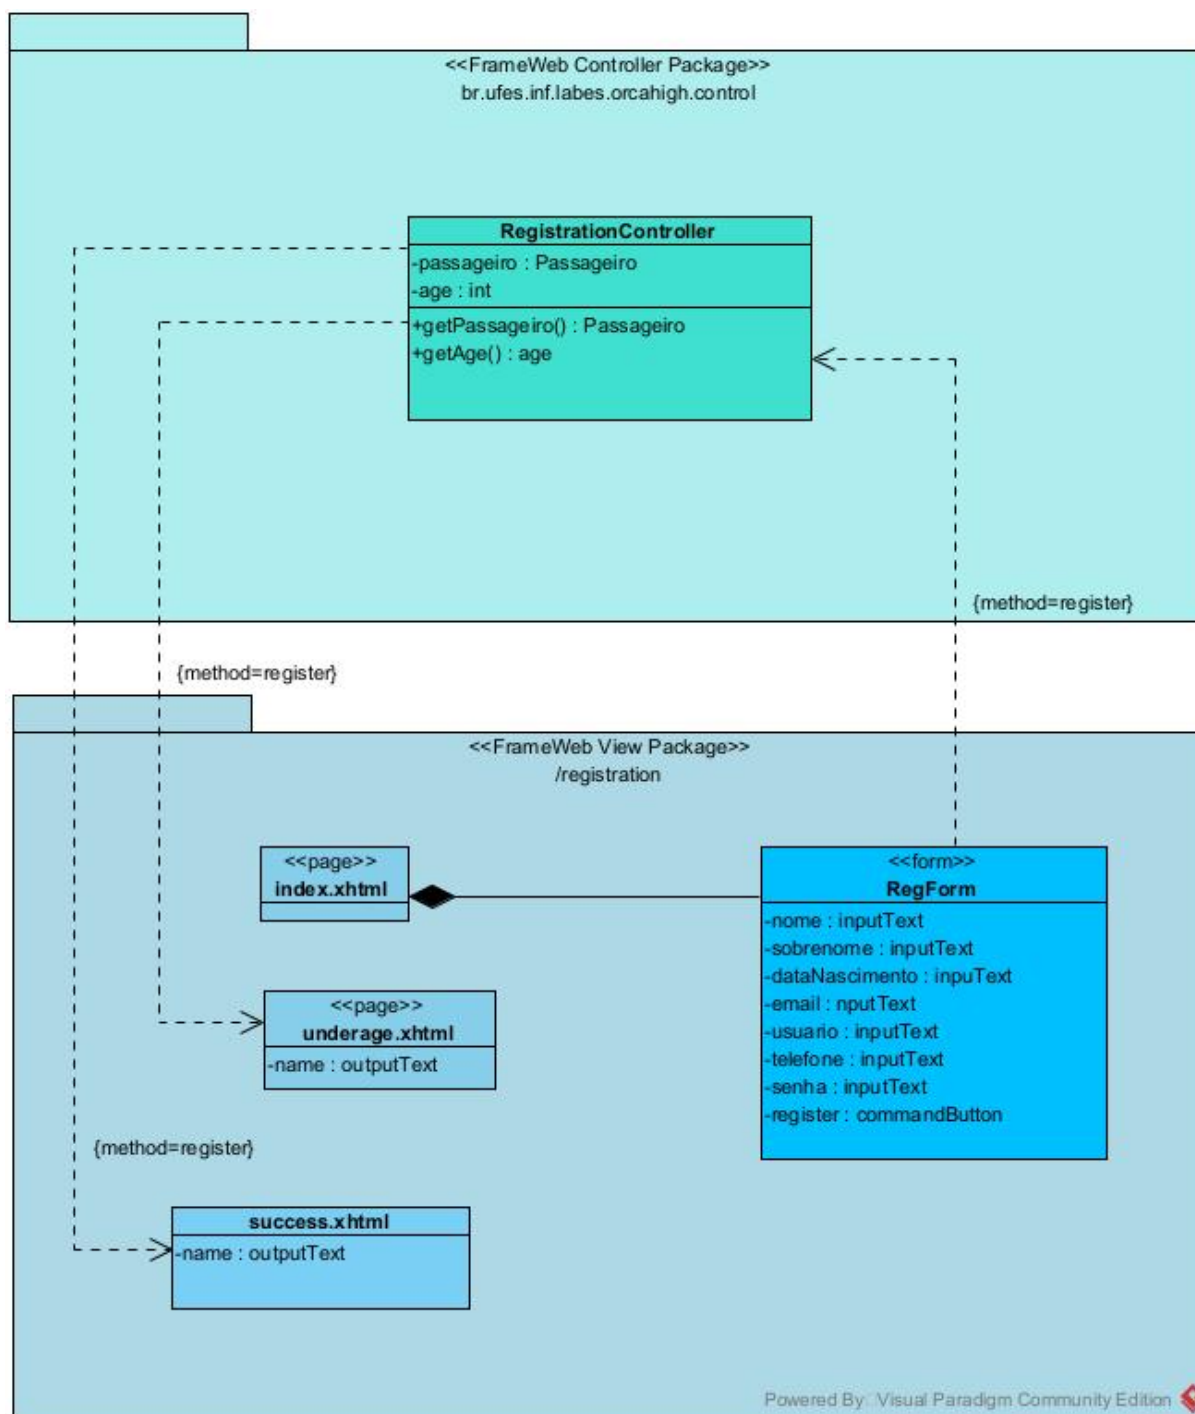 <<FrameWeb Controller Package>>
br.ufes.inf.labes.orcahigh.control
RegistrationController
-passageiro : Passageiro
-age : int
+getPassageiro() : Passageiro
+getAge() : age
{method=register}
{method=register}
<<FrameWeb View Package>>
/registration
<<page>>
index.xhtml
<<form>>
RegForm
-nome : inputText
-sobrenome : inputText
-dataNascimento : inpuText
-email : nputText
-usuario : inputText
-telefone : inputText
-senha : inputText
-register : commandButton
<<page>>
underage.xhtml
-name : outputText
{method=register}
success.xhtml
-name : outputText
Powered By Visual Paradigm Community Edition